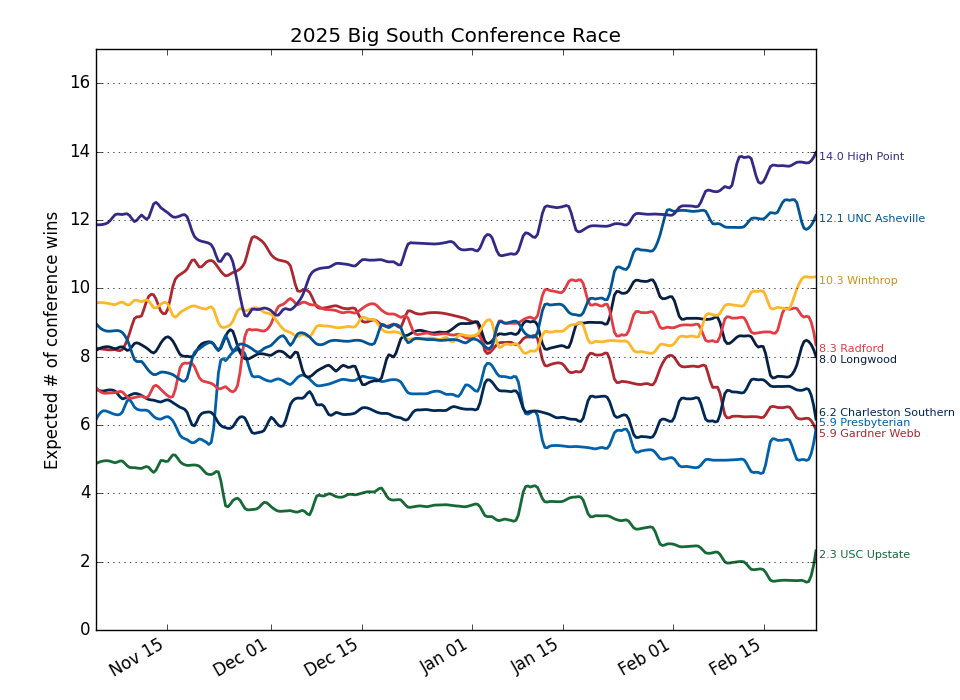 2025 Big South Conference Race
Expected # of conference wins
16
14
12
10
8
6
4
2
0
14.0 High Point
12.1 UNC Asheville
10.3 Winthrop
8.3 Radford
8.0 Longwood
6.2 Charleston Southern
5.9 Presbyterian
5.9 Gardner Webb
2.3 USC Upstate
Nov 15
Dec 01
Dec 15
Jan 01
Jan 15
Feb 01
Feb 15